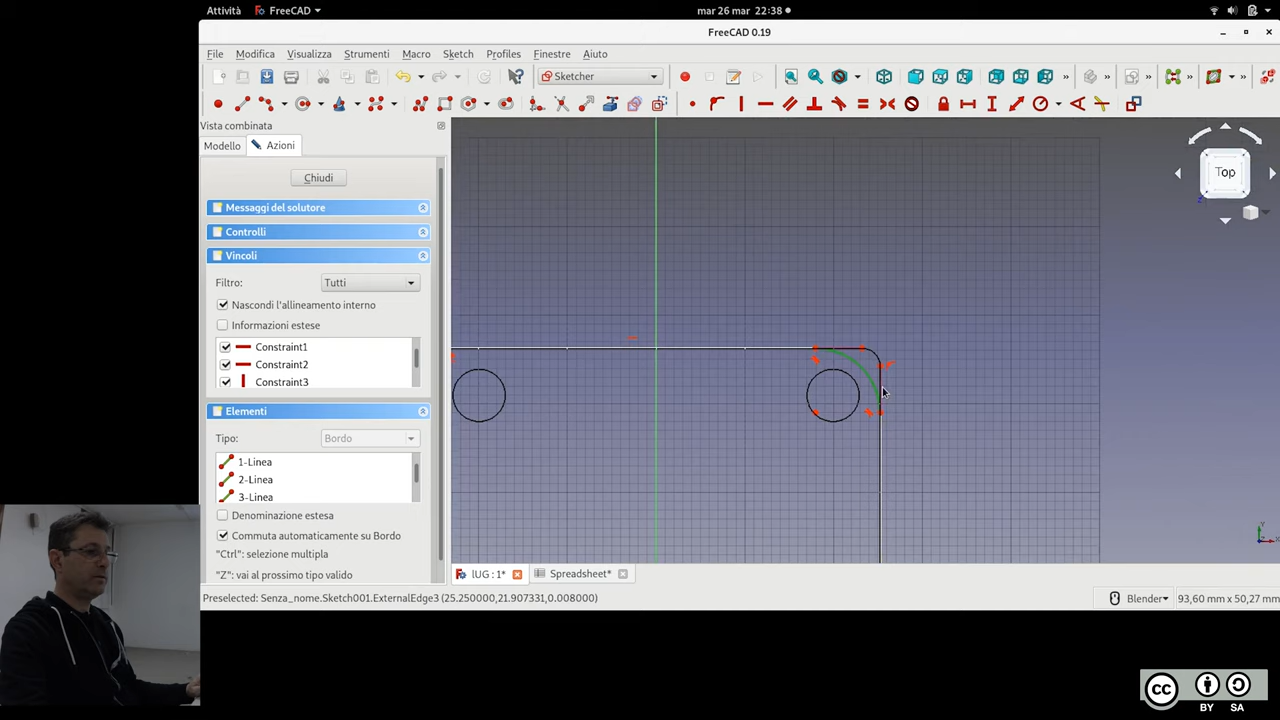 Attività
FreeCAD
mar 26 mar 22:38
FreeCAD 0.19
File Modifica Visualizza Strumenti Macro Sketch Profiles Finestre Aiuto
Sketcher
Vista combinata
Modello Azioni
Chiudi
Messaggi del solutore
Controlli
Vincoli
Filtro: Tutti
Nascondi l'allineamento interno
Informazioni estese
Constraint1
Constraint2
Constraint3
Elementi
Tipo: Bordo
1-Linea
2-Linea
3-Linea
Denominazione estesa
Commuta automaticamente su Bordo
"Ctrl": selezione multipla
"Z": vai al prossimo tipo valido
Top
Y
Z
lUG : 1*
Spreadsheet*
Preselected: Senza_nome.Sketch001.ExternalEdge3 (25.250000,21.907331,0.008000)
Blender
93,60 mm x 50,27 mm
CC
BY SA